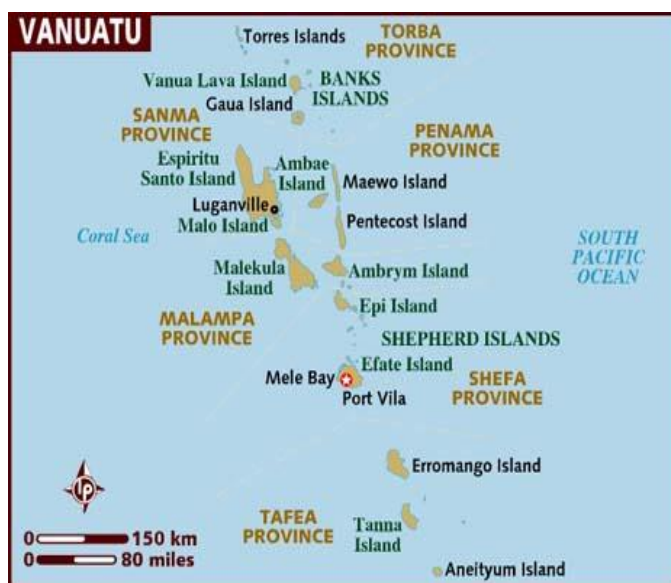 VANUATU
Torres Islands
TORBA
PROVINCE
Vanua Lava Island
BANKS
ISLANDS
Gaua Island
SANMA
PROVINCE
PENAMA
PROVINCE
Espiritu
Santo Island
Ambae
Island
Maewo Island
Luganville
Malo Island
Pentecost Island
Coral Sea
SOUTH
PACIFIC
OCEAN
Malekula
Island
Ambrym Island
Epi Island
MALAMPA
PROVINCE
SHEPHERD ISLANDS
Efate Island
Mele Bay
SHEFA
PROVINCE
Port Vila
Erromango Island
LP
TAFEA
PROVINCE
Tanna
Island
0 150 km
0 80 miles
Aneityum Island